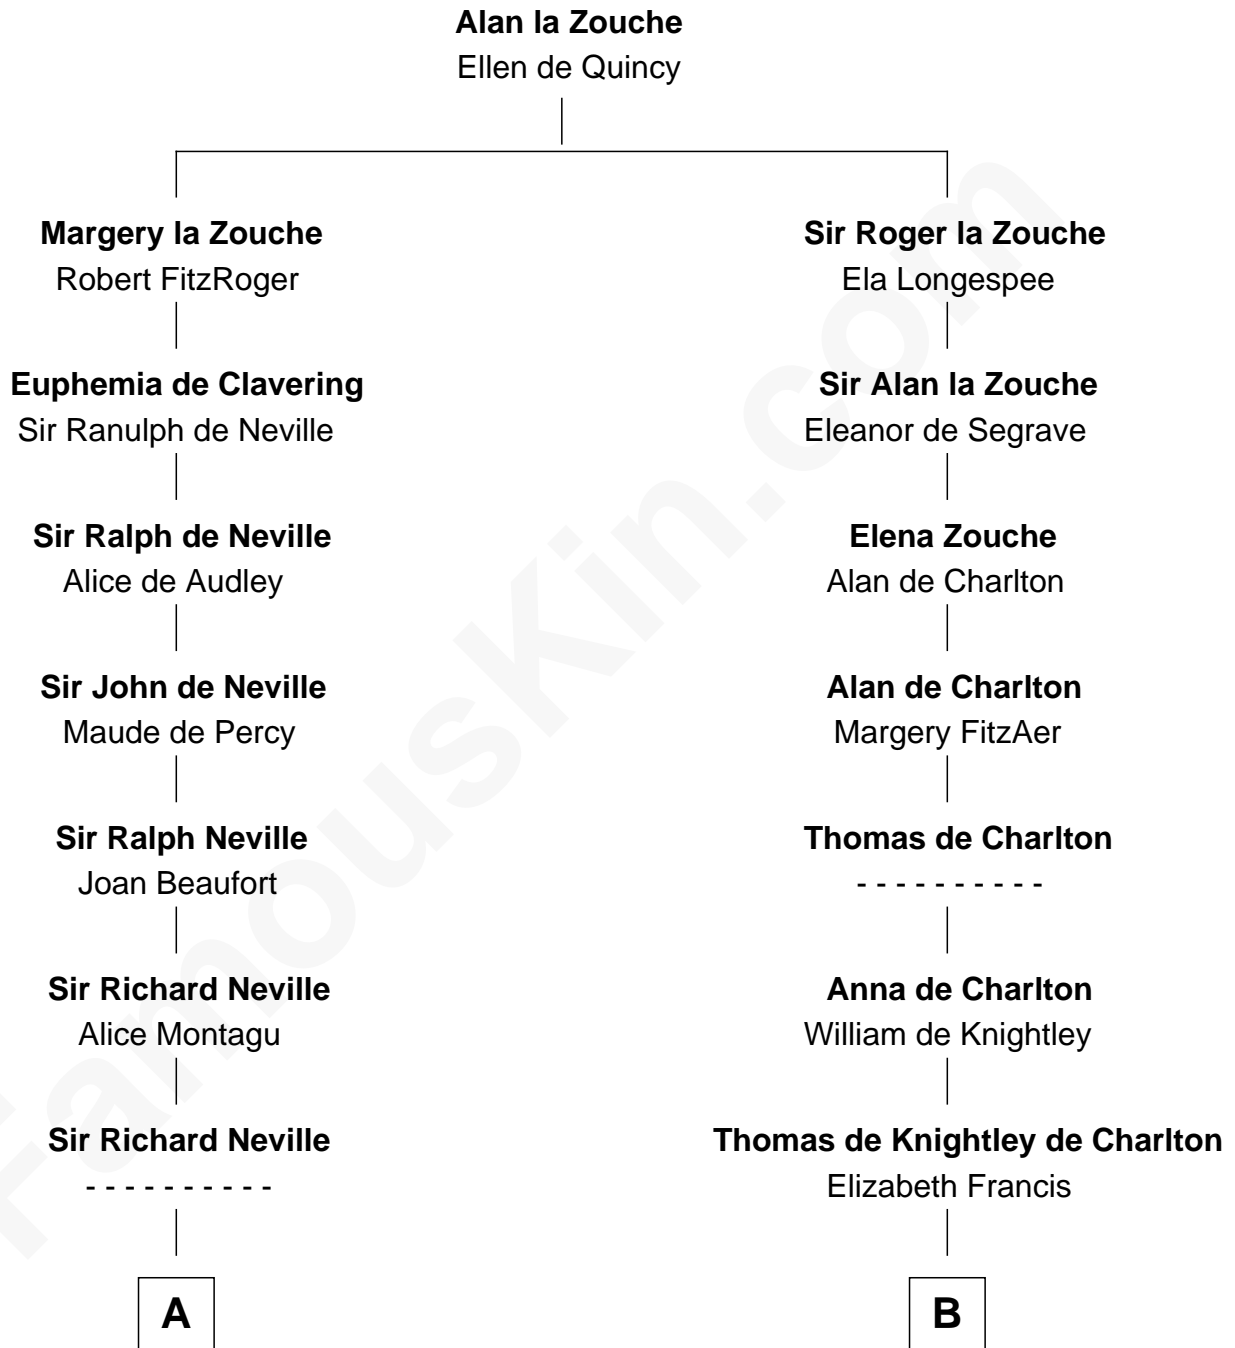 Alan la Zouche
Ellen de Quincy
Margery la Zouche
Robert FitzRoger
Euphemia de Clavering
Sir Ranulph de Neville
Sir Ralph de Neville
Alice de Audley
Sir John de Neville
Maude de Percy
Sir Ralph Neville
Joan Beaufort
Sir Richard Neville
Alice Montagu
Sir Richard Neville
- - - - - - - - - -
A
Sir Roger la Zouche
Ela Longespee
Sir Alan la Zouche
Eleanor de Segrave
Elena Zouche
Alan de Charlton
Alan de Charlton
Margery FitzAer
Thomas de Charlton
- - - - - - - - - -
Anna de Charlton
William de Knightley
Thomas de Knightley de Charlton
Elizabeth Francis
B
FamousKin.com